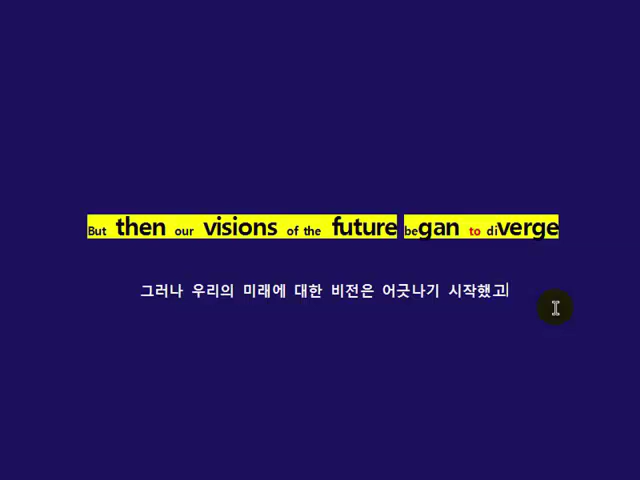 But then our visions of the future began to diverge
그러나 우리의 미래에 대한 비전은 어긋나기 시작했고